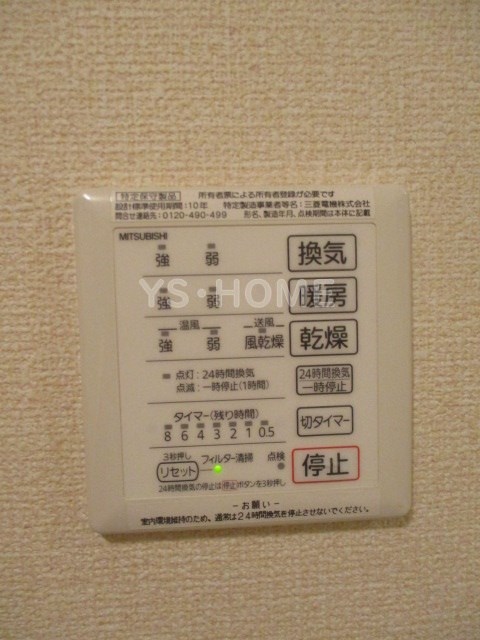 特定保守製品 所有者票による所有者登録が必要です
設計標準使用期間:10年 特定製造事業者等名:三菱電機株式会社
問合せ連絡先:0120-490-499 形名、製造年月、点検期間は本体に記載
MITSUBISHI
強 弱 換気
強 弱 暖房
YS·HOME
温風 送風
強 弱 風乾燥 乾燥
点灯:24時間換気
点滅:一時停止(1時間)
24時間換気
一時停止
タイマー(残り時間)
8 6 4 3 2 1 0.5
切タイマー
3秒押し
リセット フィルター清掃 点検
停止
24時間換気の停止は停止ボタンを3秒押し
-お願い-
室内環境維持のため、通常は24時間換気を停止させないでください。